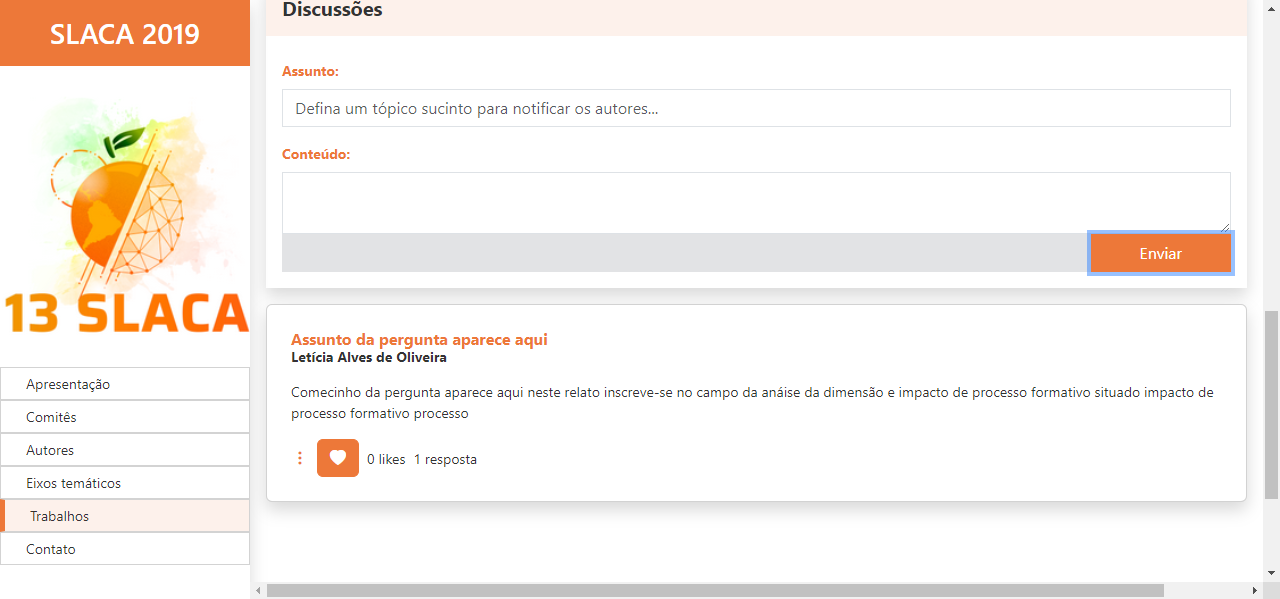 SLACA 2019
13 SLACA
Apresentação
Comitês
Autores
Eixos temáticos
Trabalhos
Contato
Discussões
Assunto:
Defina um tópico sucinto para notificar os autores...
Conteúdo:
Enviar
Assunto da pergunta aparece aqui
Letícia Alves de Oliveira
Comecinho da pergunta aparece aqui neste relato inscreve-se no campo da anáise da dimensão e impacto de processo formativo situado impacto de
processo formativo processo
0 likes 1 resposta